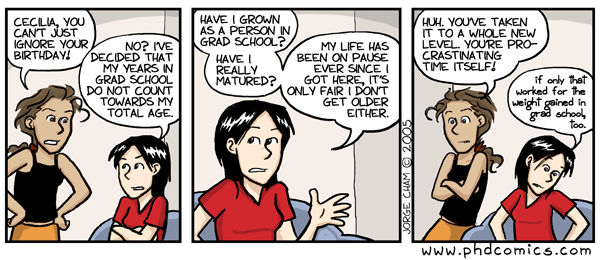 CECILIA, YOU
CAN'T JUST
IGNORE YOUR
BIRTHDAY!
NO? I'VE
DECIDED THAT
MY YEARS IN
GRAD SCHOOL
DO NOT COUNT
TOWARDS MY
TOTAL AGE.
HAVE I GROWN
AS A PERSON IN
GRAD SCHOOL?
HAVE I
REALLY
MATURED?
MY LIFE HAS
BEEN ON PAUSE
EVER SINCE I
GOT HERE, IT'S
ONLY FAIR I DON'T
GET OLDER
EITHER.
JORGE CHAM © 2005
HUH. YOU'VE TAKEN
IT TO A WHOLE NEW
LEVEL. YOU'RE PRO-
CRASTINATING
TIME ITSELF!
if only that
worked for the
weight gained in
grad school,
too.
www.phdcomics.com